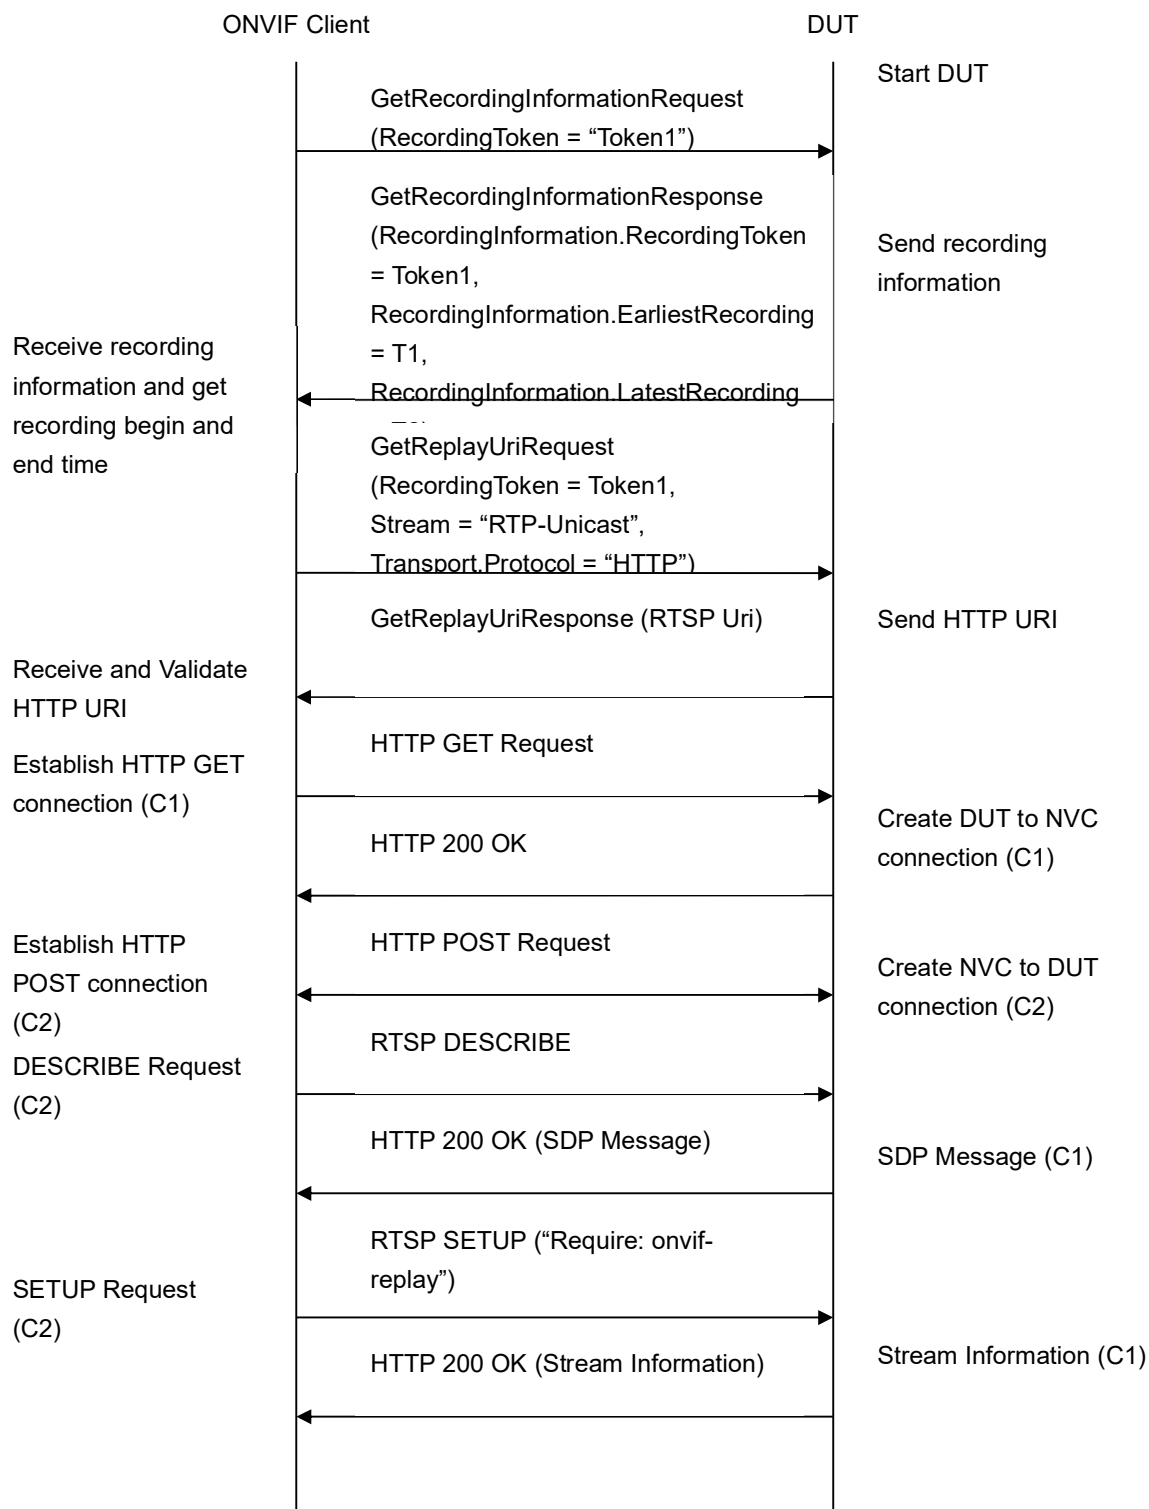 ONVIF Client
DUT
Start DUT
GetRecordingInformationRequest
(RecordingToken = “Token1”)
GetRecordingInformationResponse
(RecordingInformation.RecordingToken
= Token1,
RecordingInformation.EarliestRecording
= T1,
RecordingInformation.LatestRecording
Send recording
information
Receive recording
information and get
recording begin and
end time
GetReplayUriRequest
(RecordingToken = Token1,
Stream = “RTP-Unicast”,
Transport.Protocol = “HTTP”)
GetReplayUriResponse (RTSP Uri)
Send HTTP URI
Receive and Validate
HTTP URI
HTTP GET Request
Establish HTTP GET
connection (C1)
HTTP 200 OK
Create DUT to NVC
connection (C1)
HTTP POST Request
Establish HTTP
POST connection
(C2)
Create NVC to DUT
connection (C2)
RTSP DESCRIBE
DESCRIBE Request
(C2)
HTTP 200 OK (SDP Message)
SDP Message (C1)
RTSP SETUP (“Require: onvif-
replay”)
SETUP Request
(C2)
HTTP 200 OK (Stream Information)
Stream Information (C1)